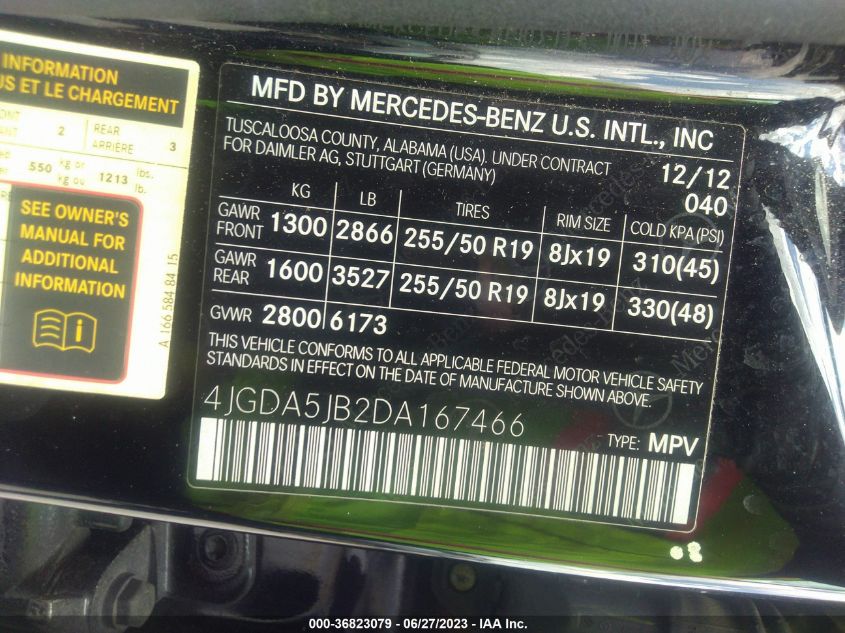 INFORMATION
US ET LE CHARGEMENT
2 REAR ARRIÈRE 3
550 kg or kg ou 1213 lbs. lb.
SEE OWNER'S
MANUAL FOR
ADDITIONAL
INFORMATION
A 166 584 84 15
MFD BY MERCEDES-BENZ U.S. INTL., INC
TUSCALOOSA COUNTY, ALABAMA (USA). UNDER CONTRACT
FOR DAIMLER AG, STUTTGART (GERMANY)
12/12
040
KG LB TIRES RIM SIZE COLD KPA (PSI)
GAWR FRONT 1300 2866 255/50 R19 8Jx19 310(45)
GAWR REAR 1600 3527 255/50 R19 8Jx19 330(48)
GVWR 2800 6173
THIS VEHICLE CONFORMS TO ALL APPLICABLE FEDERAL MOTOR VEHICLE SAFETY
STANDARDS IN EFFECT ON THE DATE OF MANUFACTURE SHOWN ABOVE.
4JGDA5JB2DA167466
TYPE: MPV
000-36823079 - 06/27/2023 - IAA Inc.